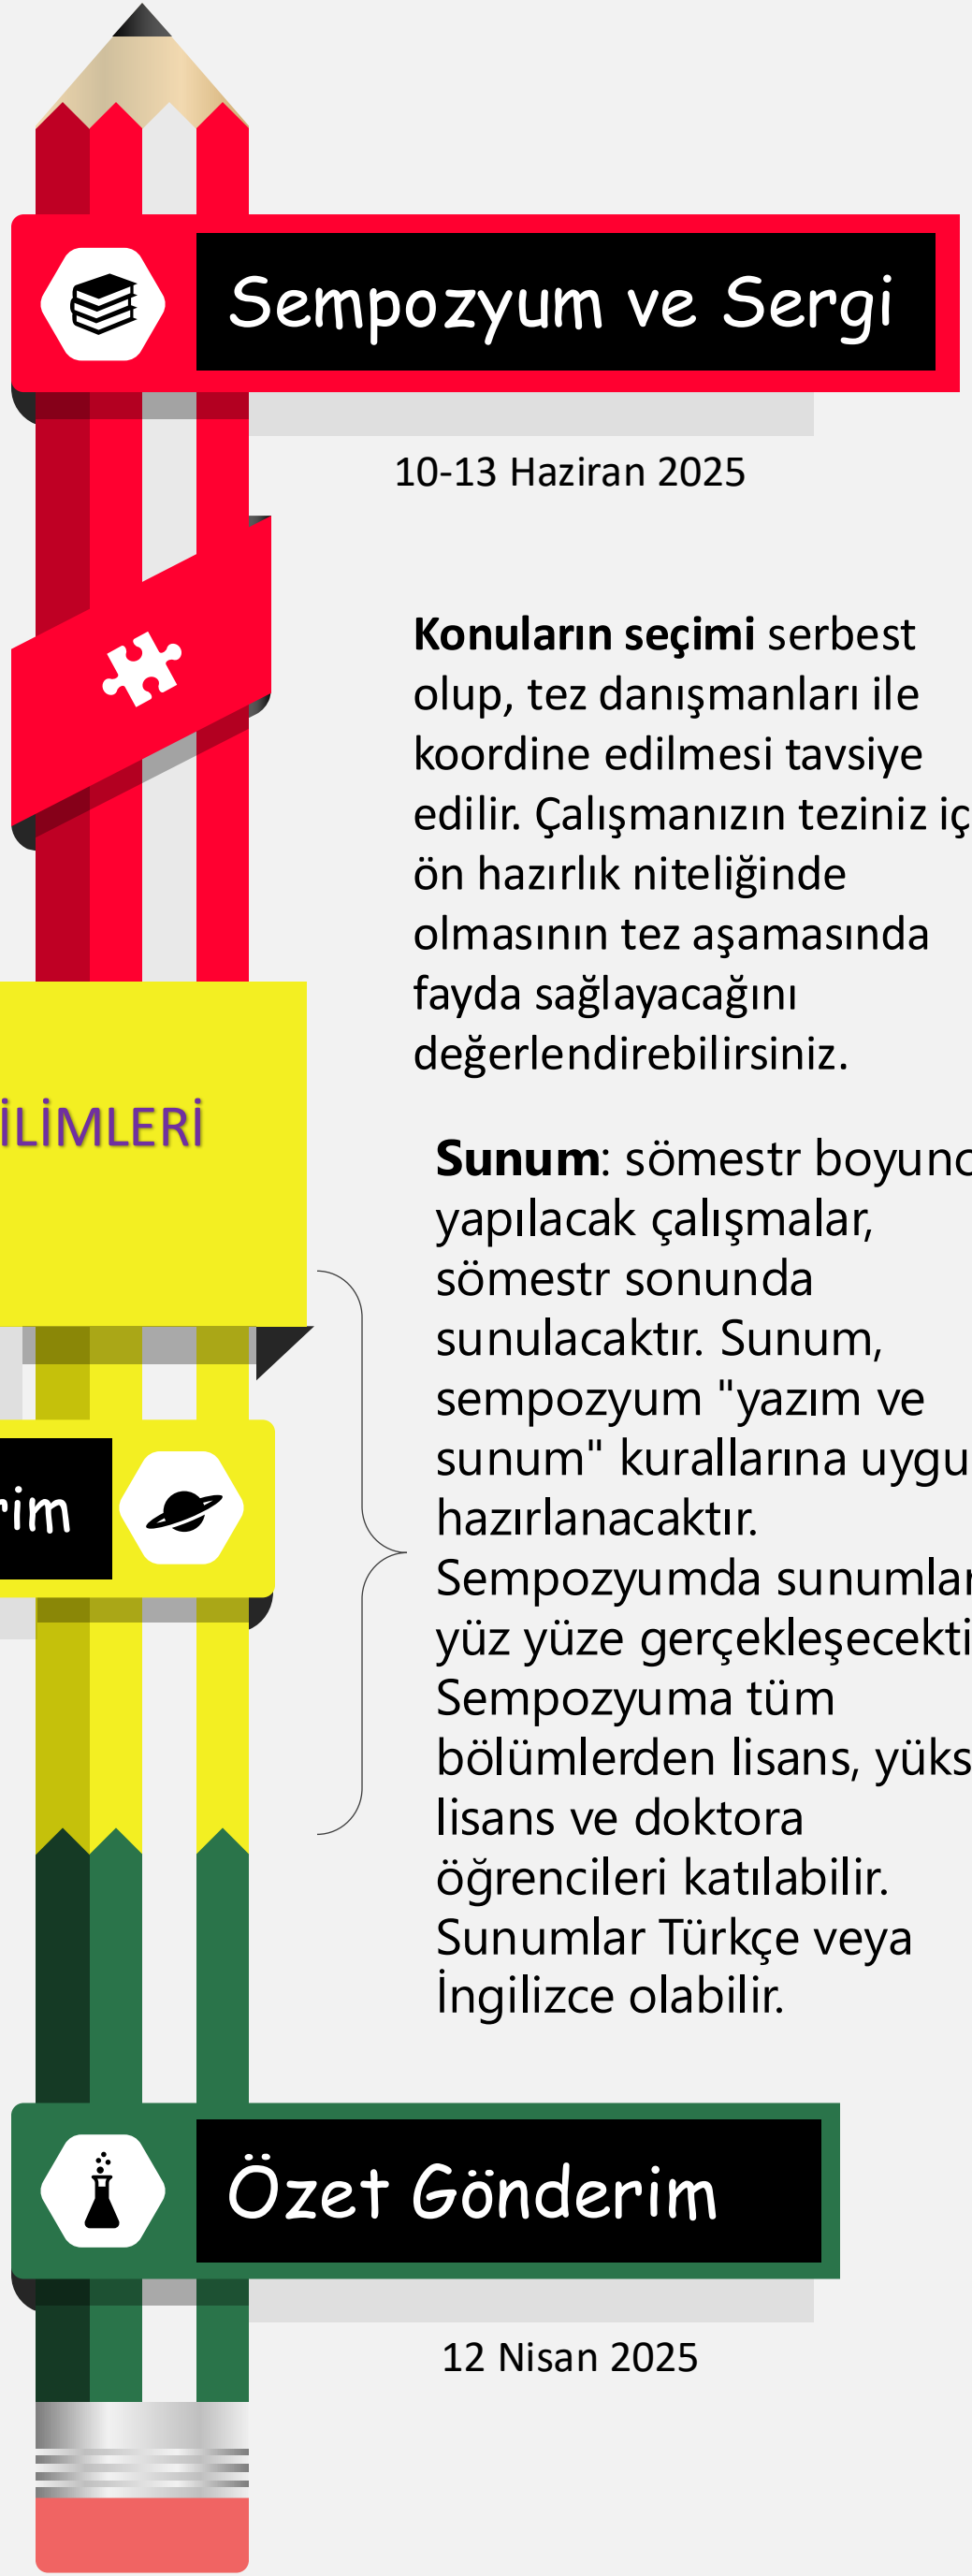 Sempozyum ve Sergi
10-13 Haziran 2025
Konuların seçimi serbest
olup, tez danışmanları ile
koordine edilmesi tavsiye
edilir. Çalışmanızın teziniz iç
ön hazırlık niteliğinde
olmasının tez aşamasında
fayda sağlayacağını
değerlendirebilirsiniz.
İLİMLERİ
Sunum: sömestr boyunc
yapılacak çalışmalar,
sömestr sonunda
sunulacaktır. Sunum,
sempozyum "yazım ve
sunum" kurallarına uygu
hazırlanacaktır.
rim
Sempozyumda sunumlar
yüz yüze gerçekleşecekti
Sempozyuma tüm
bölümlerden lisans, yüks
lisans ve doktora
öğrencileri katılabilir.
Sunumlar Türkçe veya
İngilizce olabilir.
Özet Gönderim
12 Nisan 2025